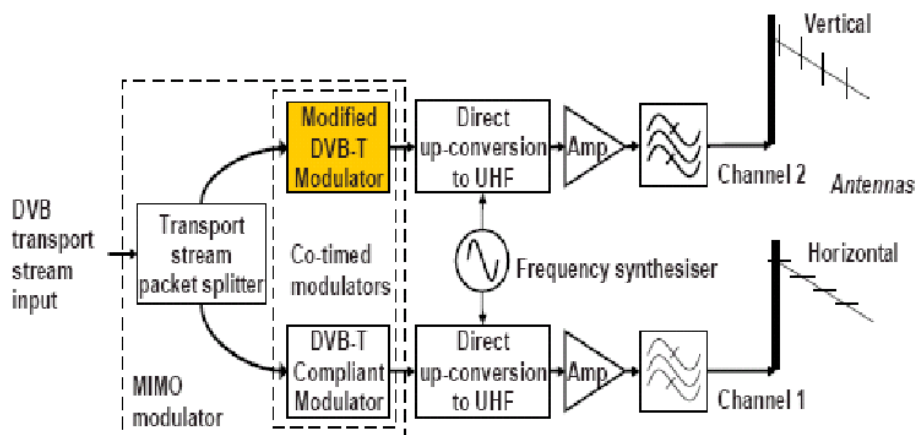 Vertical
Modified
DVB-T
Modulator
Direct
up-conversion
to UHF
Amp
Channel 2
Antennas
DVB
transport
stream
input
Transport
stream
packet splitter
Co-timed
modulators
Frequency synthesiser
Horizontal
DVB-T
Compliant
Modulator
Direct
up-conversion
to UHF
Amp
Channel 1
MIMO
modulator